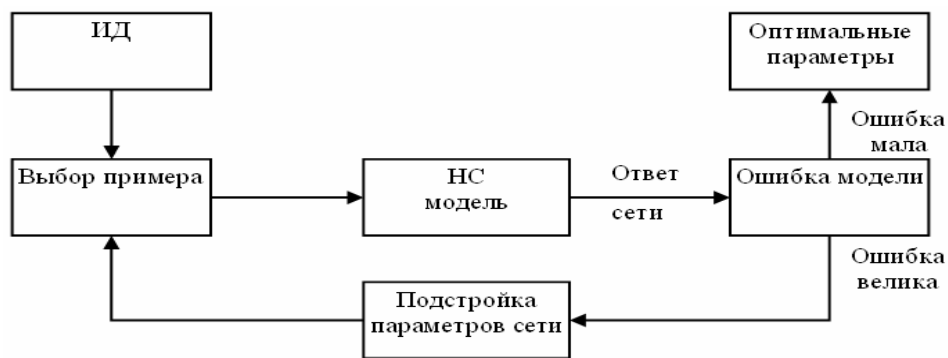 ИД
Оптимальные
параметры
Ошибка
мала
Выбор примера
НС
модель
Ответ
сети
Ошибка модели
Ошибка
велика
Подстройка
параметров сети